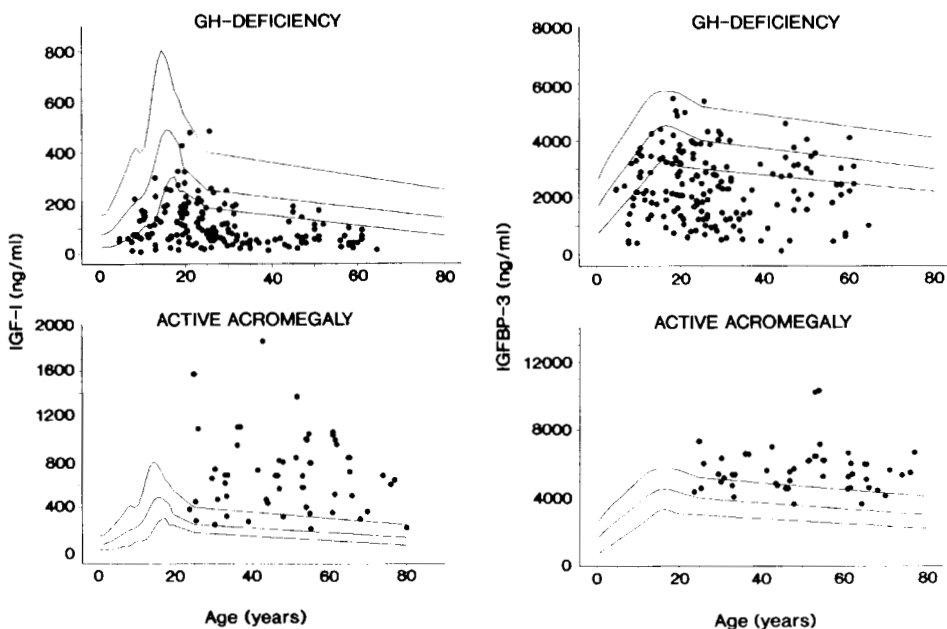 GH-DEFICIENCY
800
600
400
200
0
0 20 40 60 80
IGF-I (ng/ml)
ACTIVE ACROMEGALY
2000
1600
1200
800
400
0
0 20 40 60 80
Age (years)
GH-DEFICIENCY
8000
6000
4000
2000
0
0 20 40 60 80
IGFBP-3 (ng/ml)
ACTIVE ACROMEGALY
12000
8000
4000
0
0 20 40 60 80
Age (years)